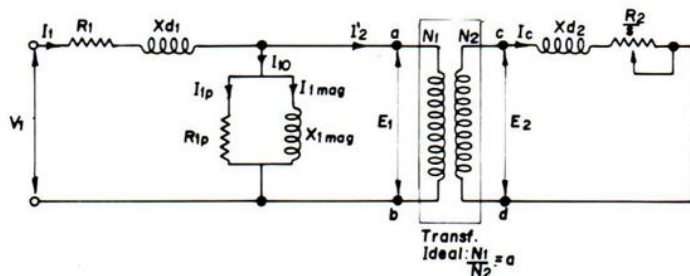 I1
R1
Xd1
I'2
a
N1
N2
c
Ic
Xd2
R2
s
I10
I1p
I1mag
V1
R1p
X1mag
E1
E2
b
d
Transf.
Ideal: N1/N2 = a